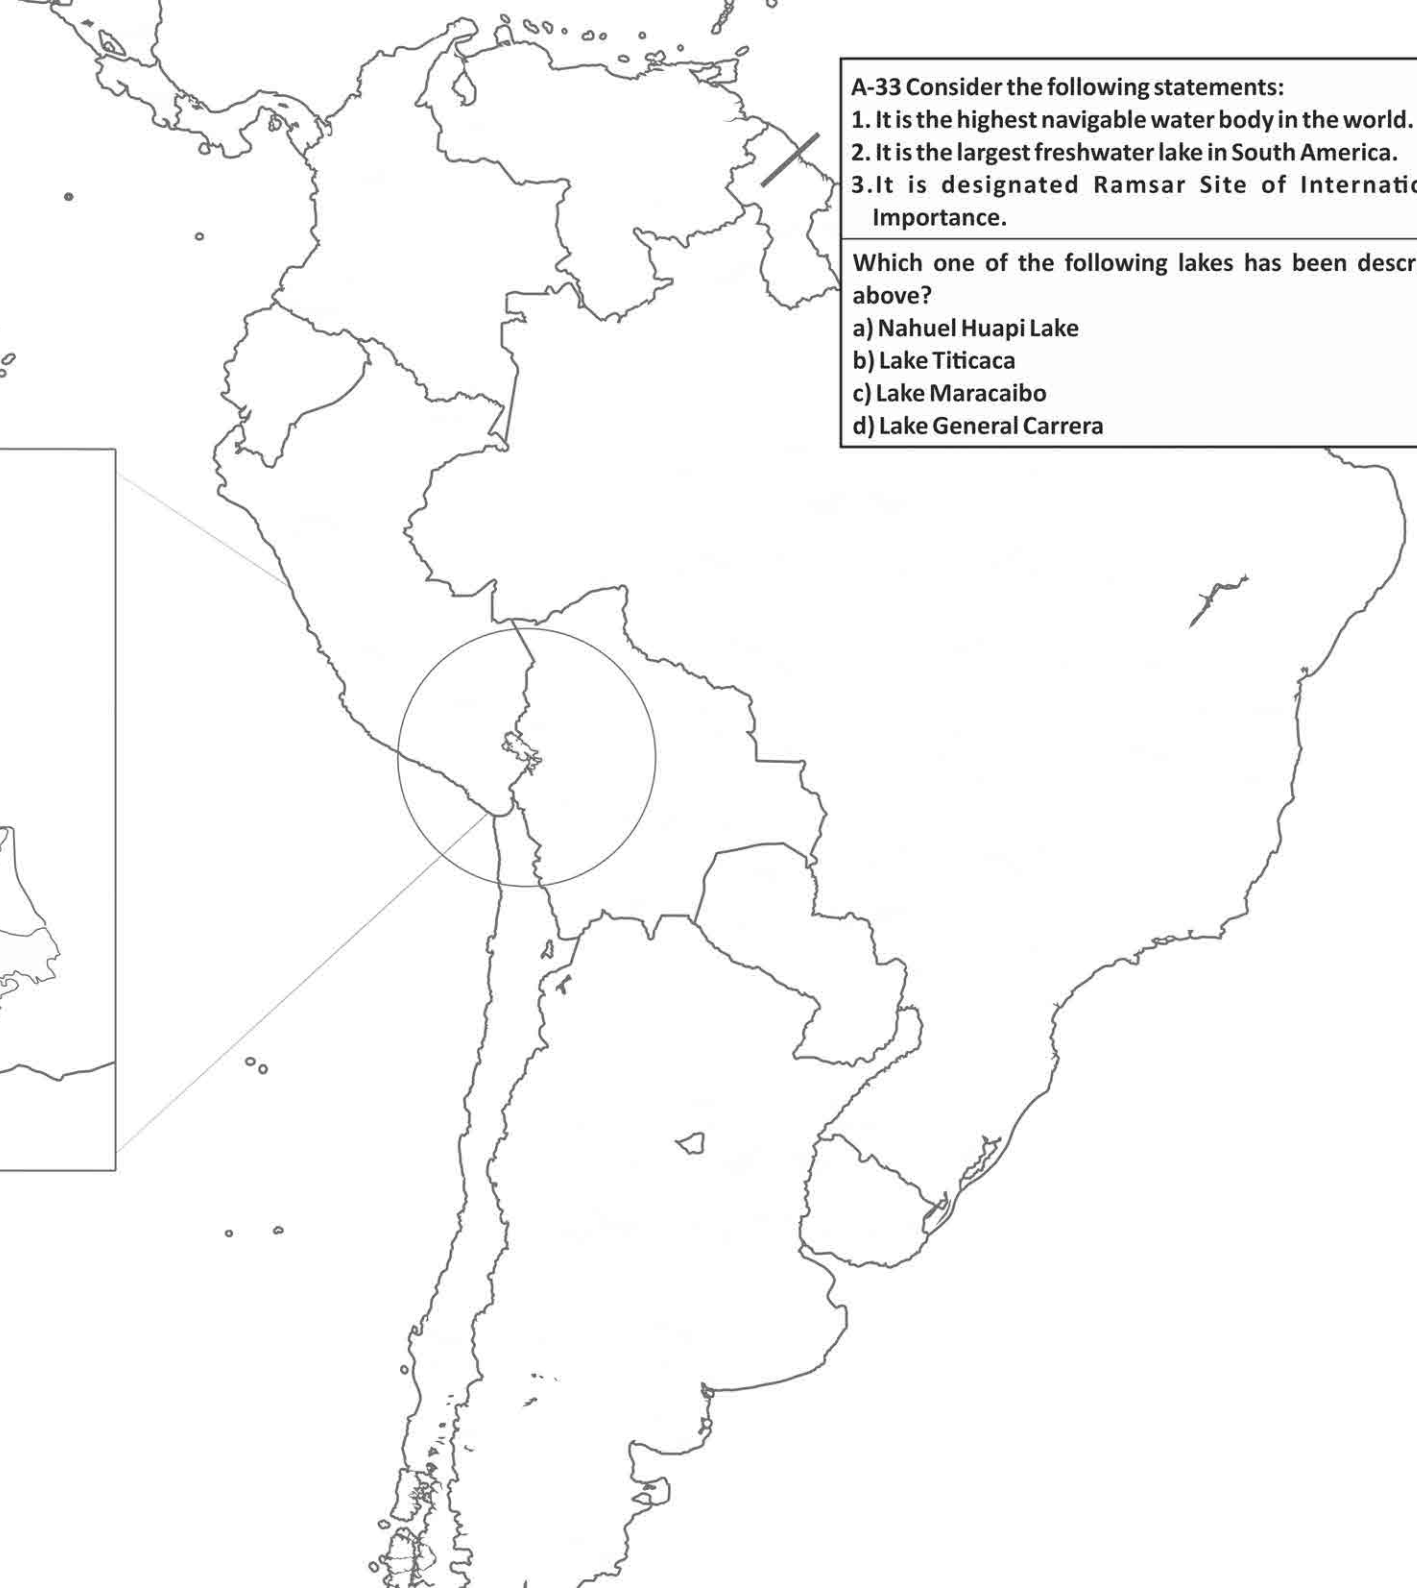 A-33 Consider the following statements:
1. It is the highest navigable water body in the world.
2. It is the largest freshwater lake in South America.
3.It is designated Ramsar Site of
Importance.
Which one of the following lakes has been
above?
a) Nahuel Huapi Lake
b) Lake Titicaca
c) Lake Maracaibo
d) Lake General Carrera